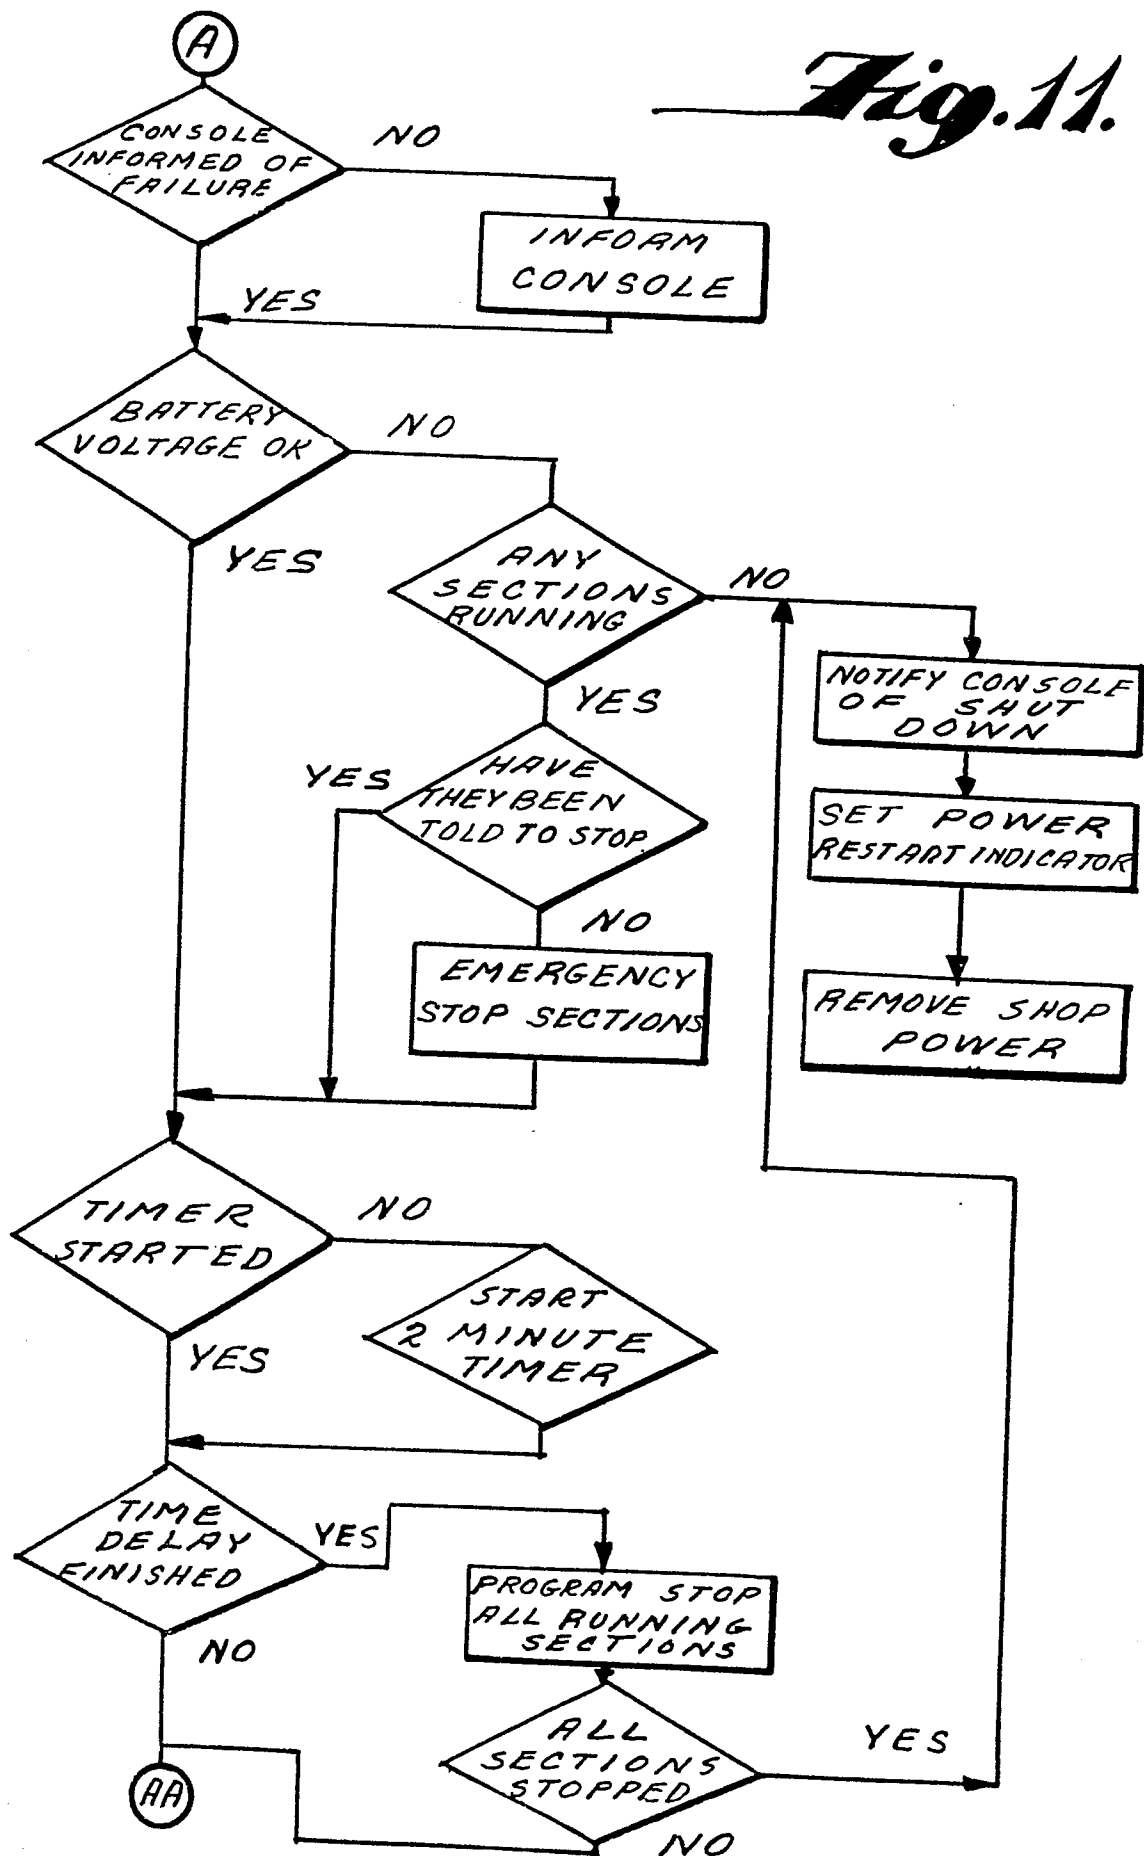 A
Fig. 11.
CONSOLE
INFORMED OF
FAILURE
NO
INFORM
CONSOLE
YES
BATTERY
VOLTAGE OK
NO
YES
ANY
SECTIONS
RUNNING
NO
YES
NOTIFY CONSOLE
OF SHUT
DOWN
HAVE
THEY BEEN
TOLD TO STOP
YES
NO
SET POWER
RESTART INDICATOR
EMERGENCY
STOP SECTIONS
REMOVE SHOP
POWER
TIMER
STARTED
NO
YES
START
2 MINUTE
TIMER
TIME
DELAY
FINISHED
YES
NO
PROGRAM STOP
ALL RUNNING
SECTIONS
ALL
SECTIONS
STOPPED
YES
NO
AA